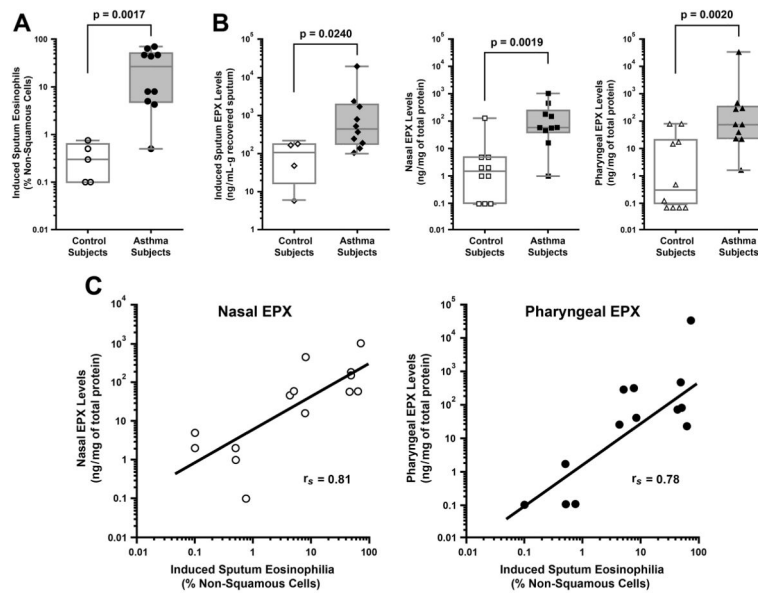 A
p = 0.0017
Induced Sputum Eosinophils
(% Non-Squamous Cells)
100
10
1
0.1
0.01
Control
Subjects
Asthma
Subjects
B
p = 0.0240
Induced Sputum EPX Levels
(ng/mL-g recovered sputum)
10⁵
10⁴
10³
10²
10
1
Control
Subjects
Asthma
Subjects
p = 0.0019
Nasal EPX Levels
(ng/mg of total protein)
10⁵
10⁴
10³
10²
10
1
0.1
0.01
Control
Subjects
Asthma
Subjects
p = 0.0020
Pharyngeal EPX Levels
(ng/mg of total protein)
10⁵
10⁴
10³
10²
10
1
0.1
0.01
Control
Subjects
Asthma
Subjects
C
Nasal EPX
Nasal EPX Levels
(ng/mg of total protein)
10⁴
10³
10²
10
1
0.1
0.01
rs = 0.81
0.01
0.1
1
10
100
Induced Sputum Eosinophilia
(% Non-Squamous Cells)
Pharyngeal EPX
Pharyngeal EPX Levels
(ng/mg of total protein)
10⁵
10⁴
10³
10²
10
1
0.1
0.01
rs = 0.78
0.01
0.1
1
10
100
Induced Sputum Eosinophilia
(% Non-Squamous Cells)